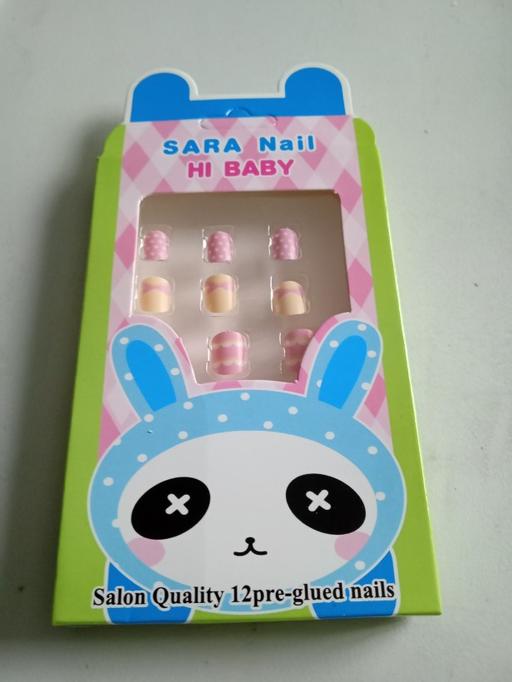 SARA Nail
HI BABY
Salon Quality 12pre-glued nails